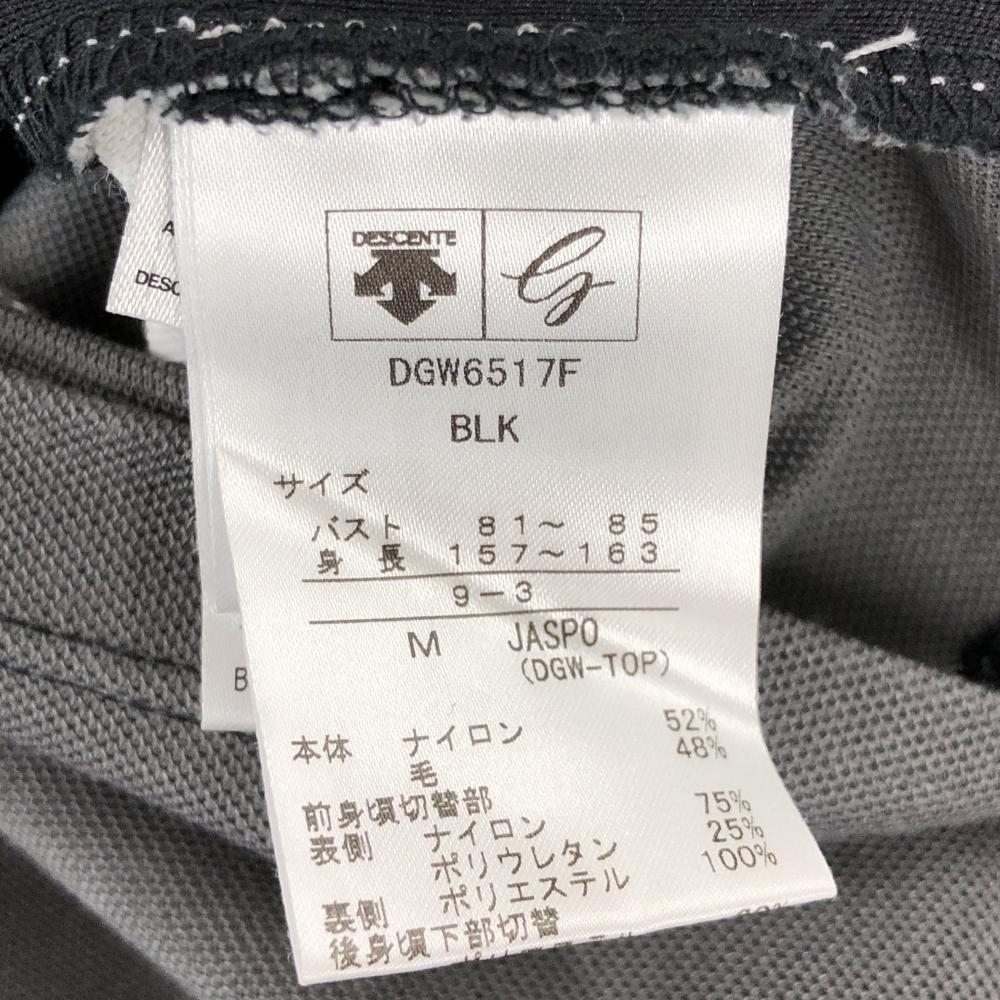 DESCENTE
DGW6517F
BLK
サイズ
バスト 81～ 85
身 長 157～163
9-3
M JASPO
(DGW-TOP)
本体 ナイロン 52%
毛 48%
前身頃切替部
表側 ナイロン 75%
ポリウレタン 25%
裏側 ポリエステル 100%
後身頃下部切替
A
DESC
B